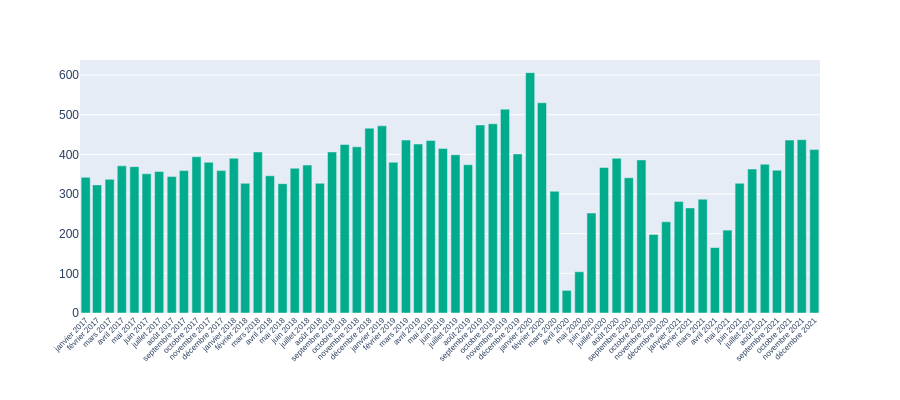 600
500
400
300
200
100
0
janvier 2017
février 2017
mars 2017
avril 2017
mai 2017
juin 2017
juillet 2017
août 2017
septembre 2017
octobre 2017
novembre 2017
décembre 2017
janvier 2018
février 2018
mars 2018
avril 2018
mai 2018
juin 2018
juillet 2018
août 2018
septembre 2018
octobre 2018
novembre 2018
décembre 2018
janvier 2019
février 2019
mars 2019
avril 2019
mai 2019
juin 2019
juillet 2019
août 2019
septembre 2019
octobre 2019
novembre 2019
décembre 2019
janvier 2020
février 2020
mars 2020
avril 2020
mai 2020
juin 2020
juillet 2020
août 2020
septembre 2020
octobre 2020
novembre 2020
décembre 2020
janvier 2021
février 2021
mars 2021
avril 2021
mai 2021
juin 2021
juillet 2021
août 2021
septembre 2021
octobre 2021
novembre 2021
décembre 2021